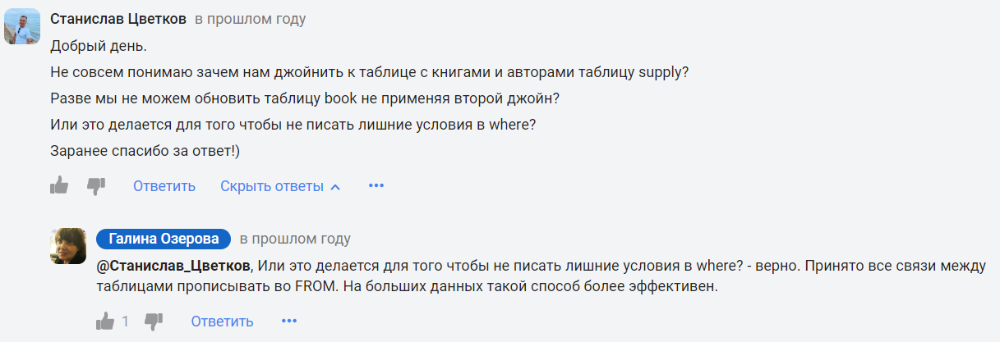 Станислав Цветков в прошлом году
Добрый день.
Не совсем понимаю зачем нам джойнить к таблице с книгами и авторами таблицу supply?
Разве мы не можем обновить таблицу book не применяя второй джойн?
Или это делается для того чтобы не писать лишние условия в where?
Заранее спасибо за ответ!)
Ответить Скрыть ответы
Галина Озерова в прошлом году
@Станислав_Цветков, Или это делается для того чтобы не писать лишние условия в where? - верно. Принято все связи между
таблицами прописывать во FROM. На больших данных такой способ более эффективен.
1 Ответить